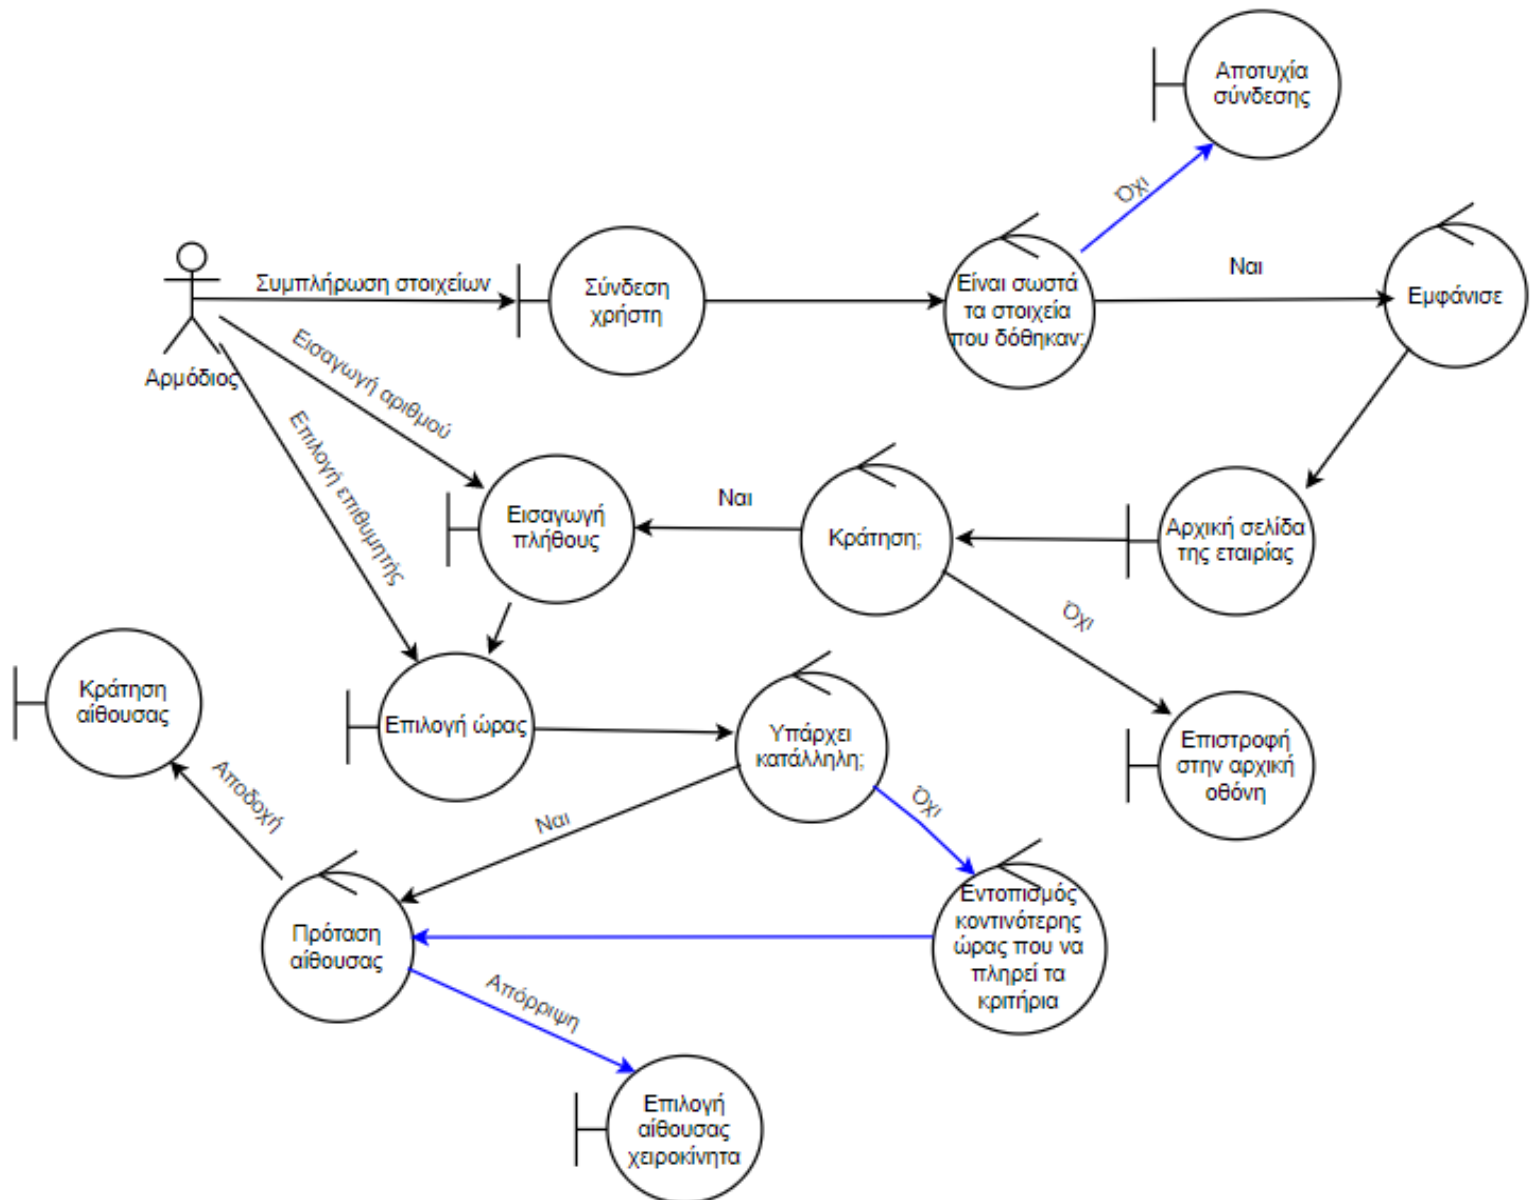 Αποτυχία
σύνδεσης
Όχι
Συμπλήρωση στοιχείων
Σύνδεση
χρήστη
Είναι σωστά
τα στοιχεία
που δόθηκαν;
Ναι
Εμφάνισε
Αρμόδιος
Εισαγωγή αριθμού
Επιλογή επιθυμητής
Εισαγωγή
πλήθους
Ναι
Κράτηση;
Αρχική σελίδα
της εταιρίας
Όχι
Κράτηση
αίθουσας
Επιλογή ώρας
Υπάρχει
κατάλληλη;
Επιστροφή
στην αρχική
οθόνη
Αποδοχή
Ναι
Όχι
Πρόταση
αίθουσας
Εντοπισμός
κοντινότερης
ώρας που να
πληρεί τα
κριτήρια
Απόρριψη
Επιλογή
αίθουσας
χειροκίνητα